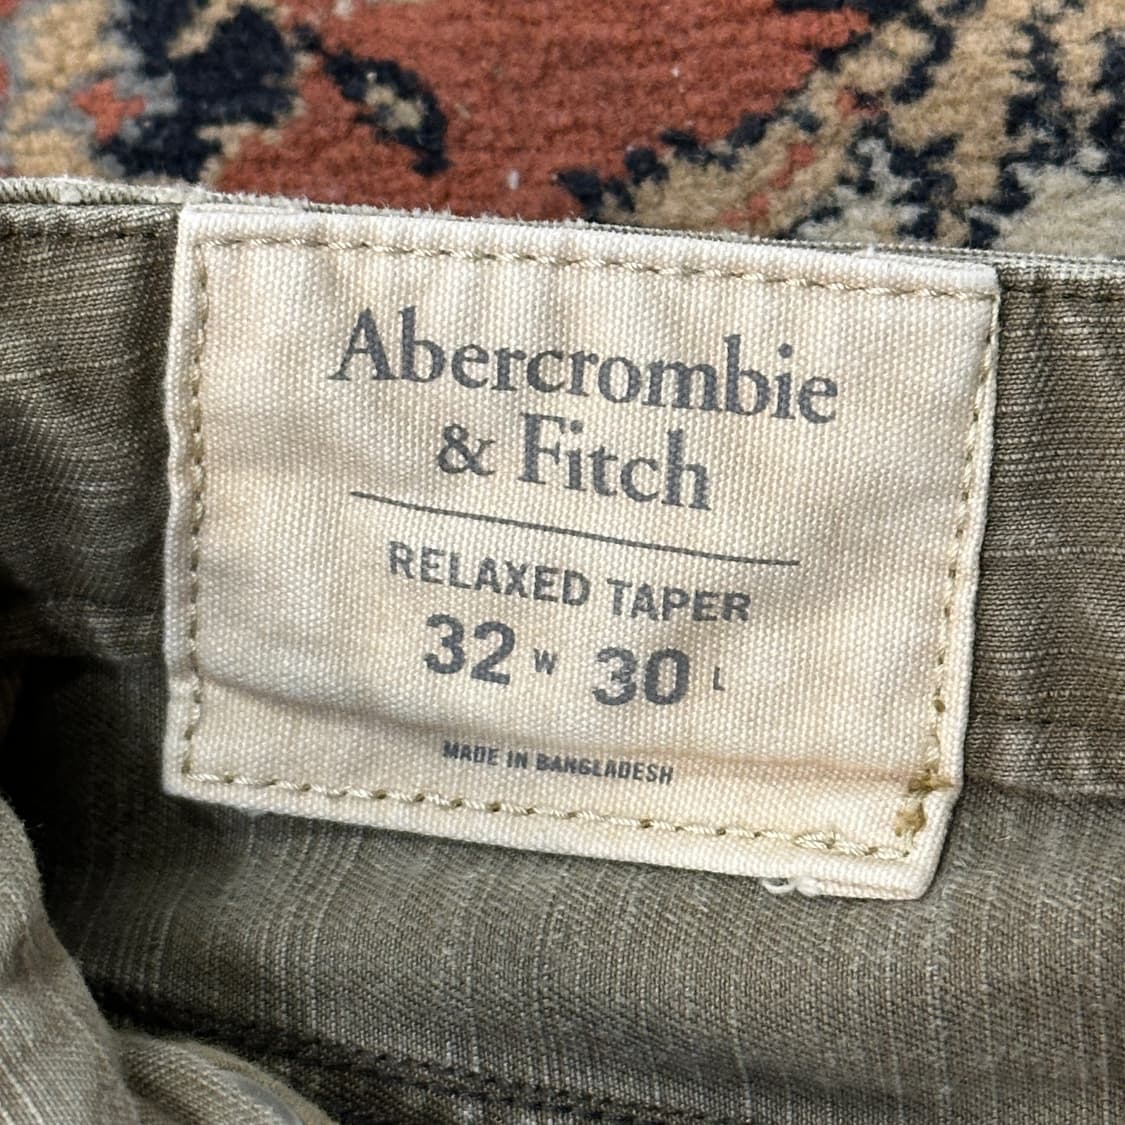 Abercrombie
& Fitch
RELAXED TAPER
32 W 30 L
MADE IN BANGLADESH